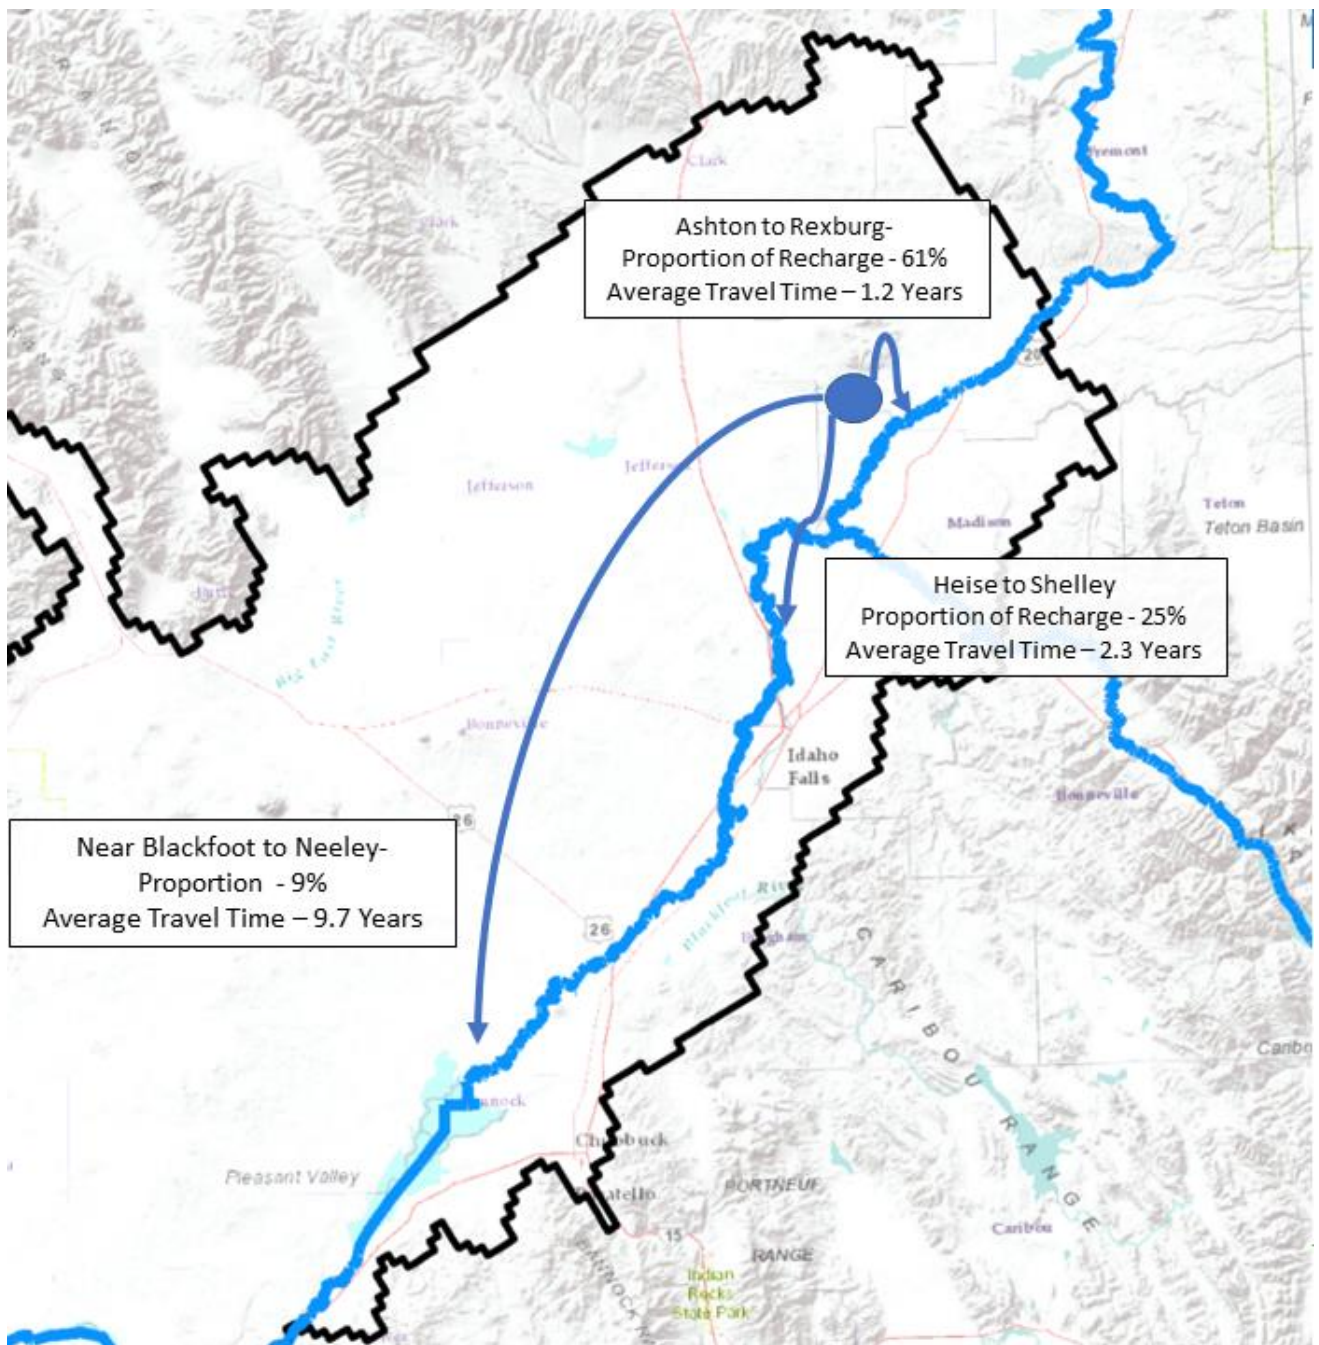 Clark
Fremont
Clark
Ashton to Rexburg-
Proportion of Recharge - 61%
Average Travel Time – 1.2 Years
20
Jefferson
Jefferson
Madison
Teton
Teton Basin
Heise to Shelley
Proportion of Recharge - 25%
Average Travel Time – 2.3 Years
Butte
Big Lost River
Bonneville
Idaho
Falls
Bonneville
26
Near Blackfoot to Neeley-
Proportion - 9%
Average Travel Time – 9.7 Years
26
Blackfoot River
Bingham
CARIBOU RANGE
Pleasant Valley
Chubbuck
PORTNEUF
RANGE
15
Caribou
Indian
Rocks
State Park